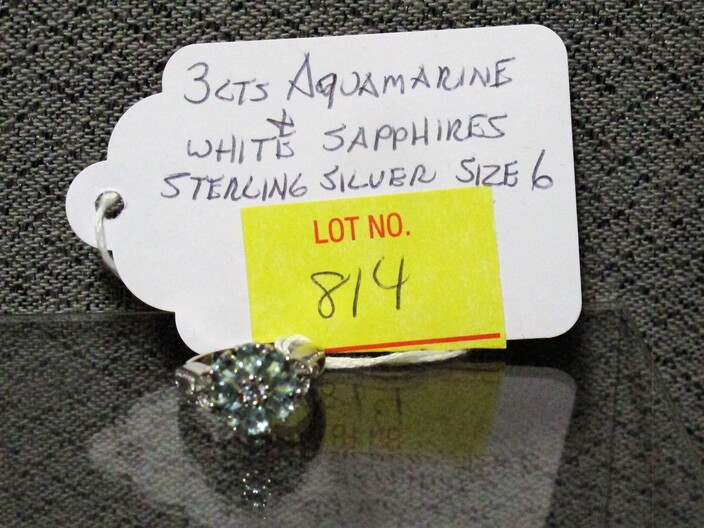 3CTS AQUAMARINE
&
WHITE SAPPHIRES
STERLING SILVER SIZE 6
LOT NO.
814